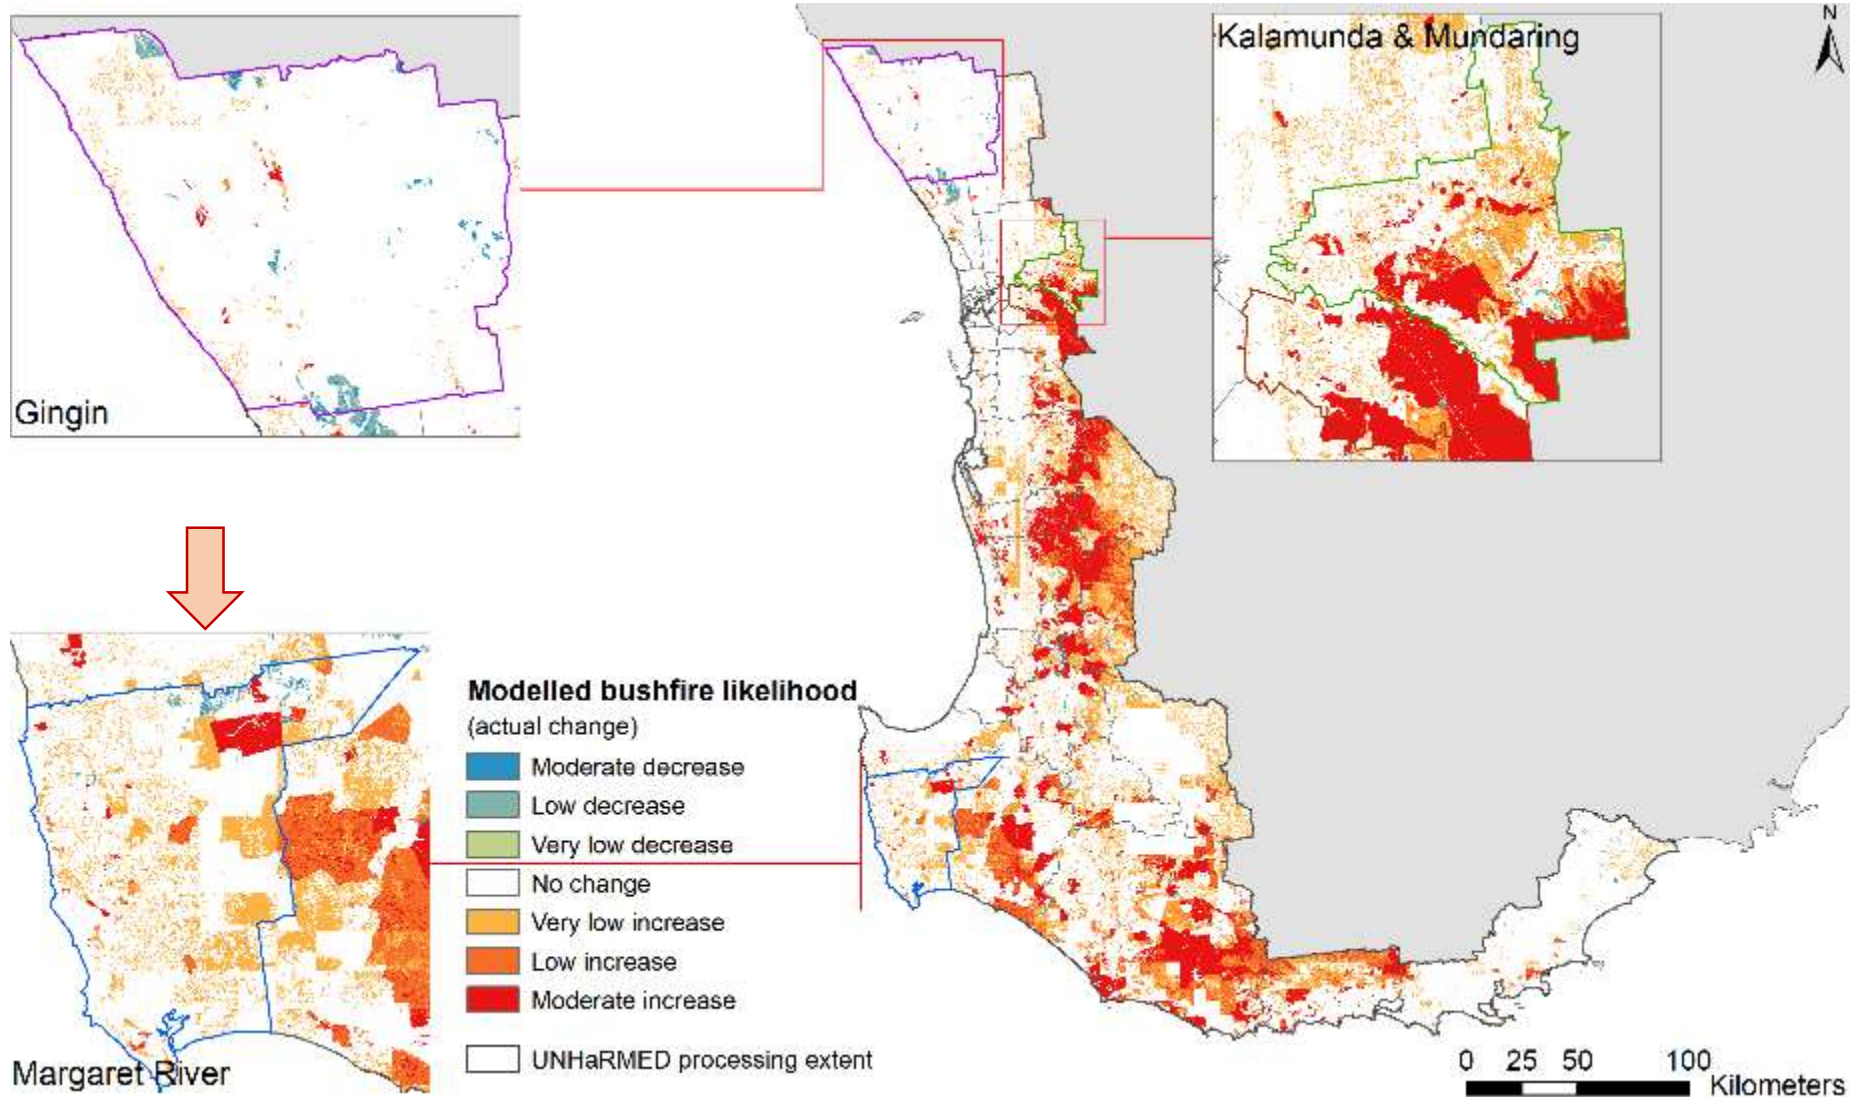 Gingin
Kalamunda & Mundaring
N
Margaret River
Modelled bushfire likelihood
(actual change)
Moderate decrease
Low decrease
Very low decrease
No change
Very low increase
Low increase
Moderate increase
UNHaRMED processing extent
0 25 50 100
Kilometers